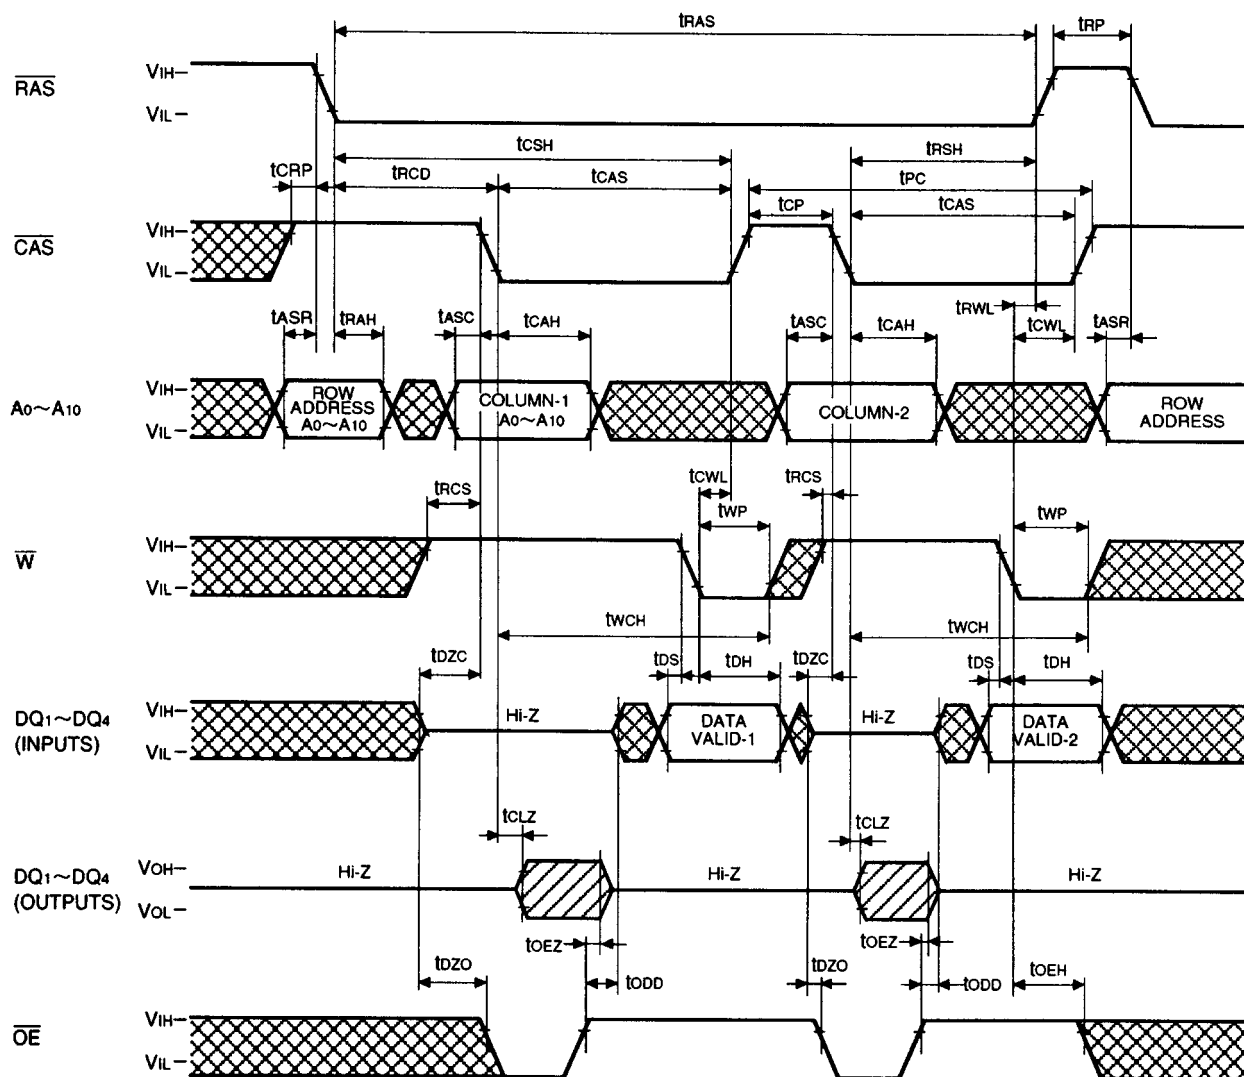 tRAS
tRP
RAS
VIH
VIL
tCSH
tRSH
tCRP
tRCD
tCAS
tPC
tCP
tCAS
CAS
VIH
VIL
tRWL
tASR
tRAH
tASC
tCAH
tASC
tCAH
tCWL
tASR
A0~A10
VIH
VIL
ROW
ADDRESS
A0~A10
COLUMN-1
A0~A10
COLUMN-2
ROW
ADDRESS
tRCS
tCWL
tRCS
tWP
tWP
W
VIH
VIL
tWCH
tWCH
tDZC
tDS
tDH
tDZC
tDS
tDH
DQ1~DQ4
(INPUTS)
VIH
VIL
Hi-Z
DATA
VALID-1
Hi-Z
DATA
VALID-2
tCLZ
tCLZ
DQ1~DQ4
(OUTPUTS)
VOH
VOL
Hi-Z
Hi-Z
Hi-Z
tOEZ
tOEZ
tDZO
tODD
tDZO
tODD
tOEH
OE
VIH
VIL